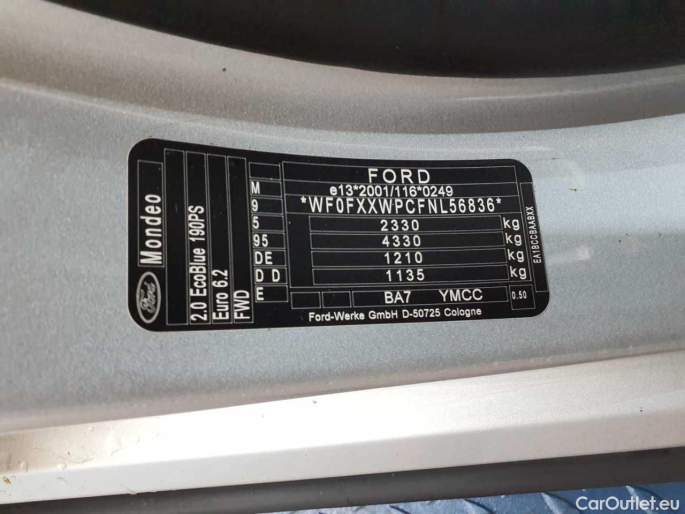 Ford
Mondeo
2.0 EcoBlue 190PS
Euro 6.2
FWD
M
9
5
95
DE
D D
E
FORD
e13*2001/116*0249
*WF0FXXWPCFNL56836*
2330 kg
4330 kg
1210 kg
1135 kg
BA7 YMCC
0.50
Ford-Werke GmbH D-50725 Cologne
EA1BCCBAABXX
CarOutlet.eu